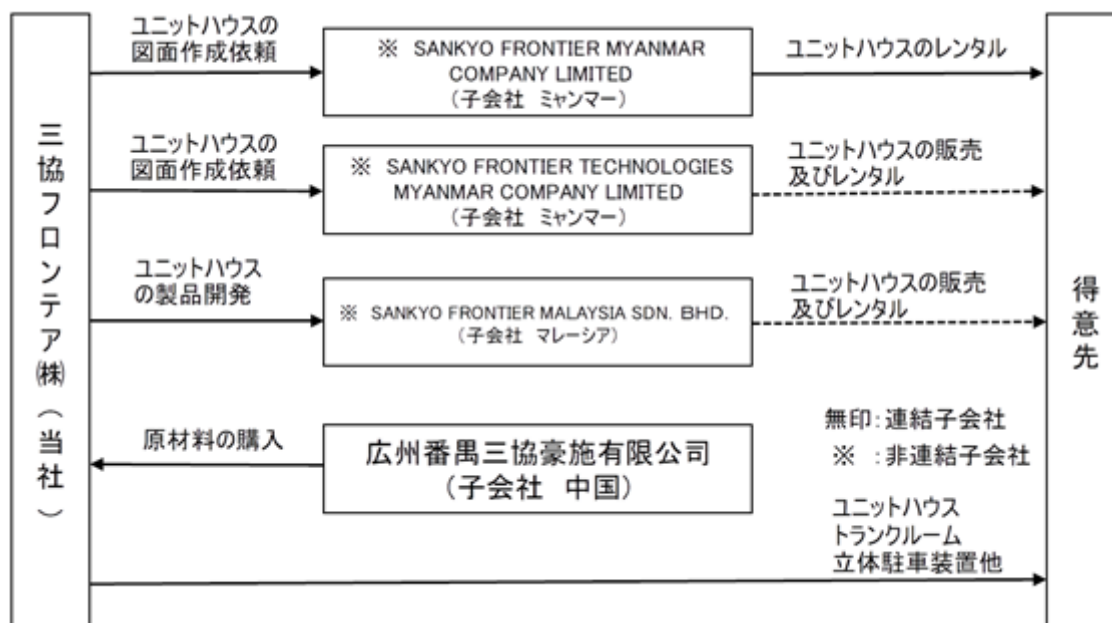 三協フロンテア㈱（当社）
ユニットハウスの
図面作成依頼
※ SANKYO FRONTIER MYANMAR
COMPANY LIMITED
（子会社 ミャンマー）
ユニットハウスのレンタル
ユニットハウスの
図面作成依頼
※ SANKYO FRONTIER TECHNOLOGIES
MYANMAR COMPANY LIMITED
（子会社 ミャンマー）
ユニットハウスの販売
及びレンタル
ユニットハウス
の製品開発
※ SANKYO FRONTIER MALAYSIA SDN. BHD.
（子会社 マレーシア）
ユニットハウスの販売
及びレンタル
原材料の購入
広州番禺三協豪施有限公司
（子会社 中国）
無印：連結子会社
※ ：非連結子会社
ユニットハウス
トランクルーム
立体駐車装置他
得意先